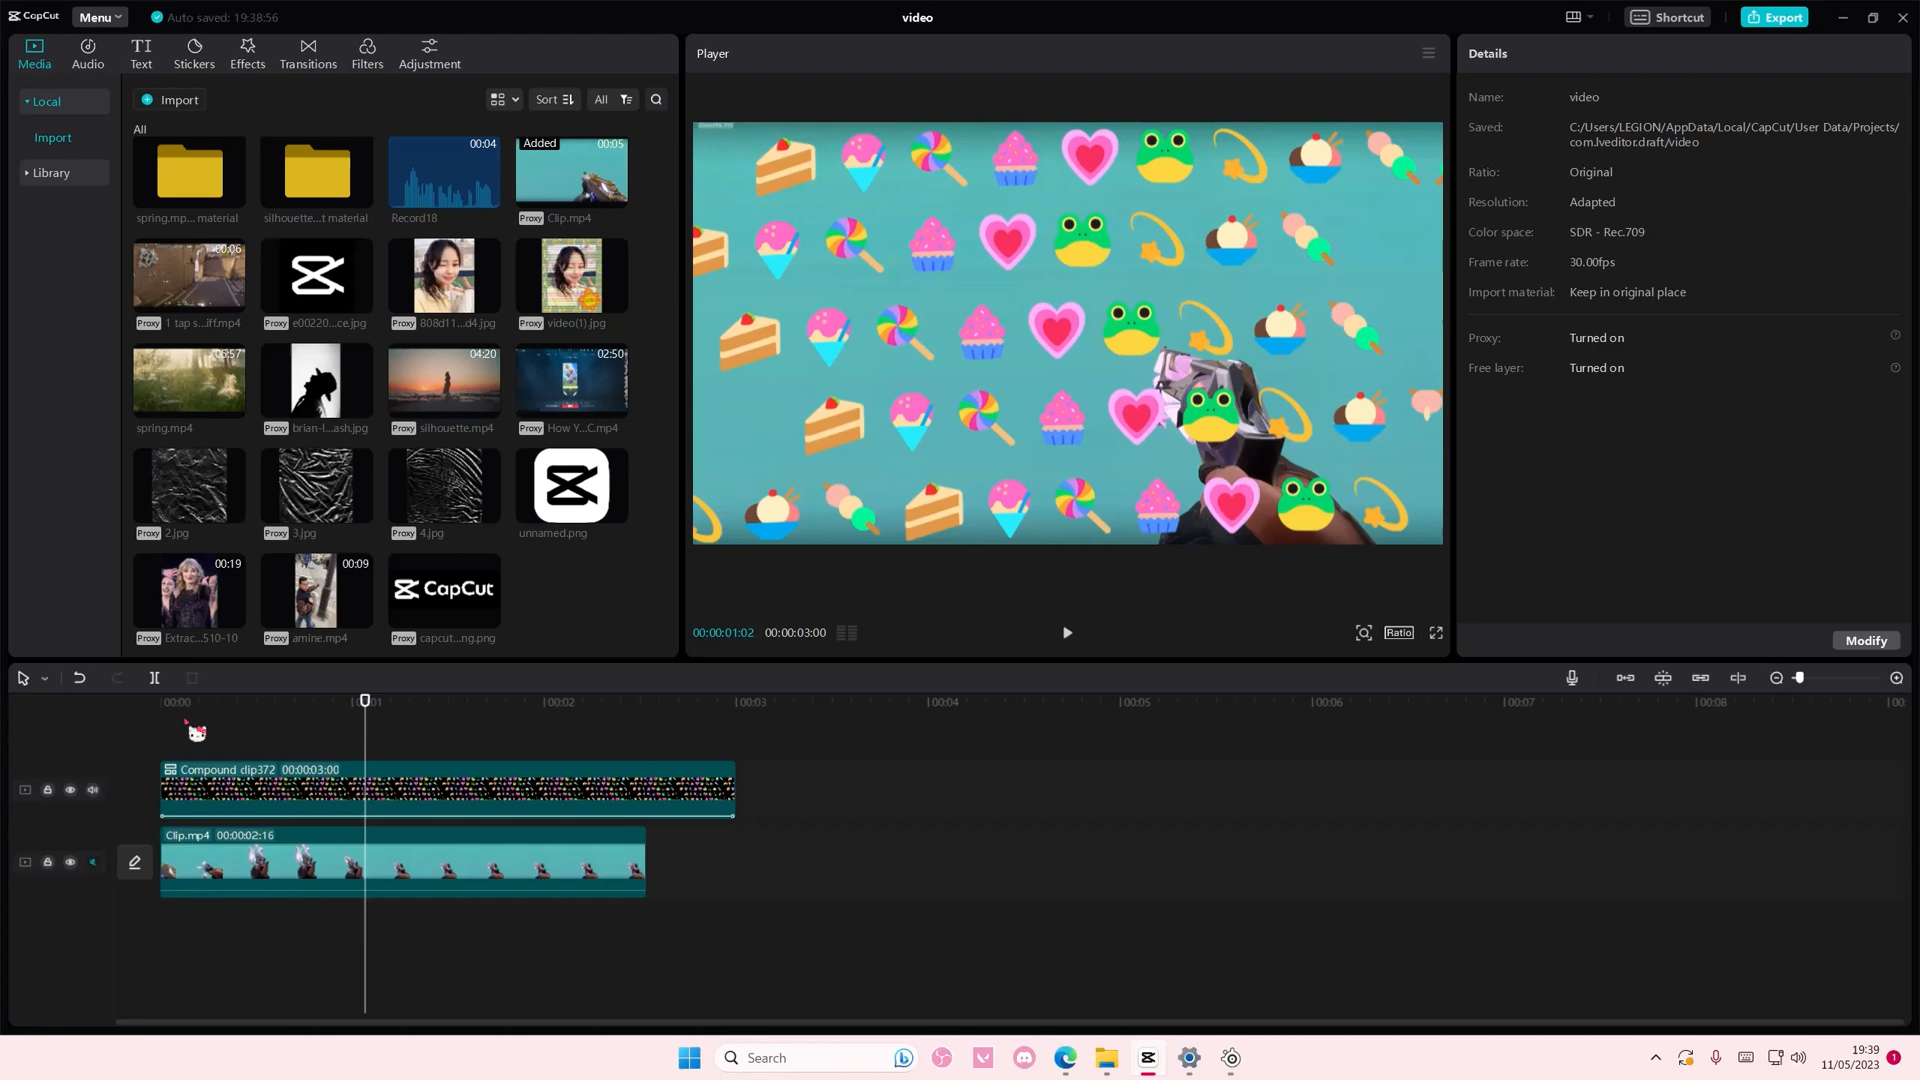 CapCut Menu Auto saved: 19:38:56 video Shortcut Export
Media Audio Text Stickers Effects Transitions Filters Adjustment
Player
Details
Local
Import
Library
Import Sort All
All
00:04 Added 00:05
spring.mp... material silhouette...t material Record18 Proxy Clip.mp4
00:06
Proxy 1 tap s...iff.mp4 Proxy e00220...ce.jpg Proxy 808d11...d4.jpg Proxy video(1).jpg
06:57 04:20 02:50
spring.mp4 Proxy brian-l...ash.jpg Proxy silhouette.mp4 Proxy How Y...C.mp4
Proxy 2.jpg Proxy 3.jpg Proxy 4.jpg unnamed.png
00:19 00:09 CapCut
Proxy Extrac...510-10 Proxy amine.mp4 Proxy capcut...ng.png
00:00:01:02 00:00:03:00 Ratio
Name: video
Saved: C:/Users/LEGION/AppData/Local/CapCut/User Data/Projects/
com.lveditor.draft/video
Ratio: Original
Resolution: Adapted
Color space: SDR - Rec.709
Frame rate: 30.00fps
Import material: Keep in original place
Proxy: Turned on
Free layer: Turned on
Modify
00:00 00:02 00:03 00:04 00:05 00:06 00:07 00:08
Compound clip372 00:00:03:00
Clip.mp4 00:00:02:16
Search
19:39
11/05/2023
1